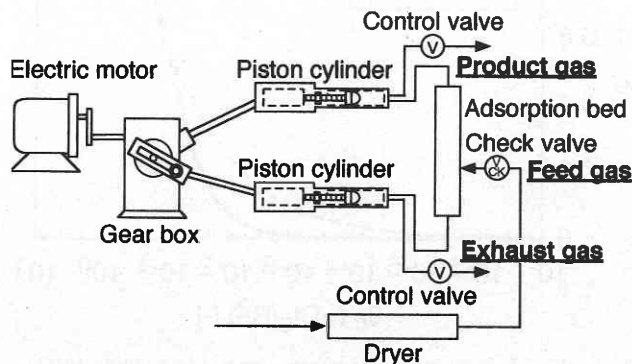 Control valve
V
Product gas
Electric motor
Piston cylinder
Adsorption bed
Check valve
V
CK
Feed gas
Piston cylinder
Gear box
Exhaust gas
V
Control valve
Dryer